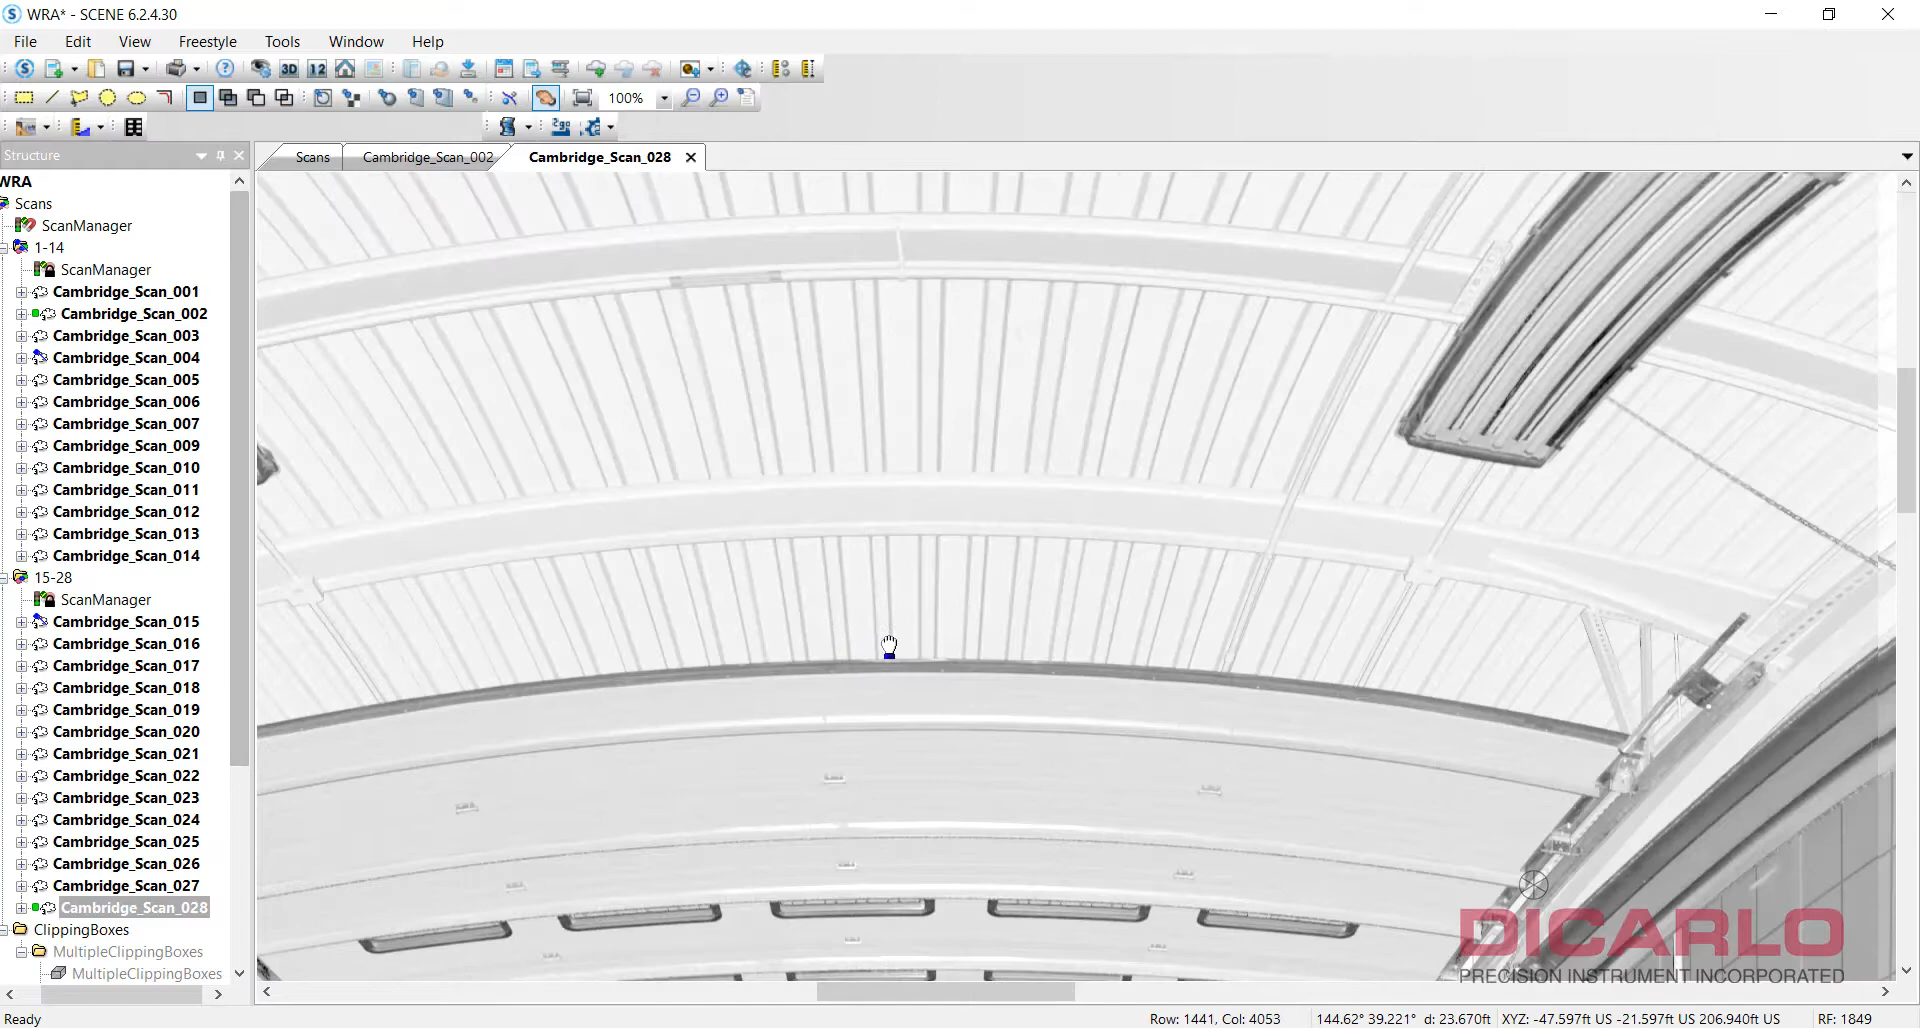 WRA* - SCENE 6.2.4.30
File Edit View Freestyle Tools Window Help
3D 12
100%
2go
Structure
Scans Cambridge_Scan_002 Cambridge_Scan_028
WRA
Scans
ScanManager
1-14
ScanManager
Cambridge_Scan_001
Cambridge_Scan_002
Cambridge_Scan_003
Cambridge_Scan_004
Cambridge_Scan_005
Cambridge_Scan_006
Cambridge_Scan_007
Cambridge_Scan_009
Cambridge_Scan_010
Cambridge_Scan_011
Cambridge_Scan_012
Cambridge_Scan_013
Cambridge_Scan_014
15-28
ScanManager
Cambridge_Scan_015
Cambridge_Scan_016
Cambridge_Scan_017
Cambridge_Scan_018
Cambridge_Scan_019
Cambridge_Scan_020
Cambridge_Scan_021
Cambridge_Scan_022
Cambridge_Scan_023
Cambridge_Scan_024
Cambridge_Scan_025
Cambridge_Scan_026
Cambridge_Scan_027
Cambridge_Scan_028
ClippingBoxes
MultipleClippingBoxes
MultipleClippingBoxes
DICARLO
PRECISION INSTRUMENT INCORPORATED
Ready
Row: 1441, Col: 4053 144.62° 39.221° d: 23.670ft XYZ: -47.597ft US -21.597ft US 206.940ft US RF: 1849